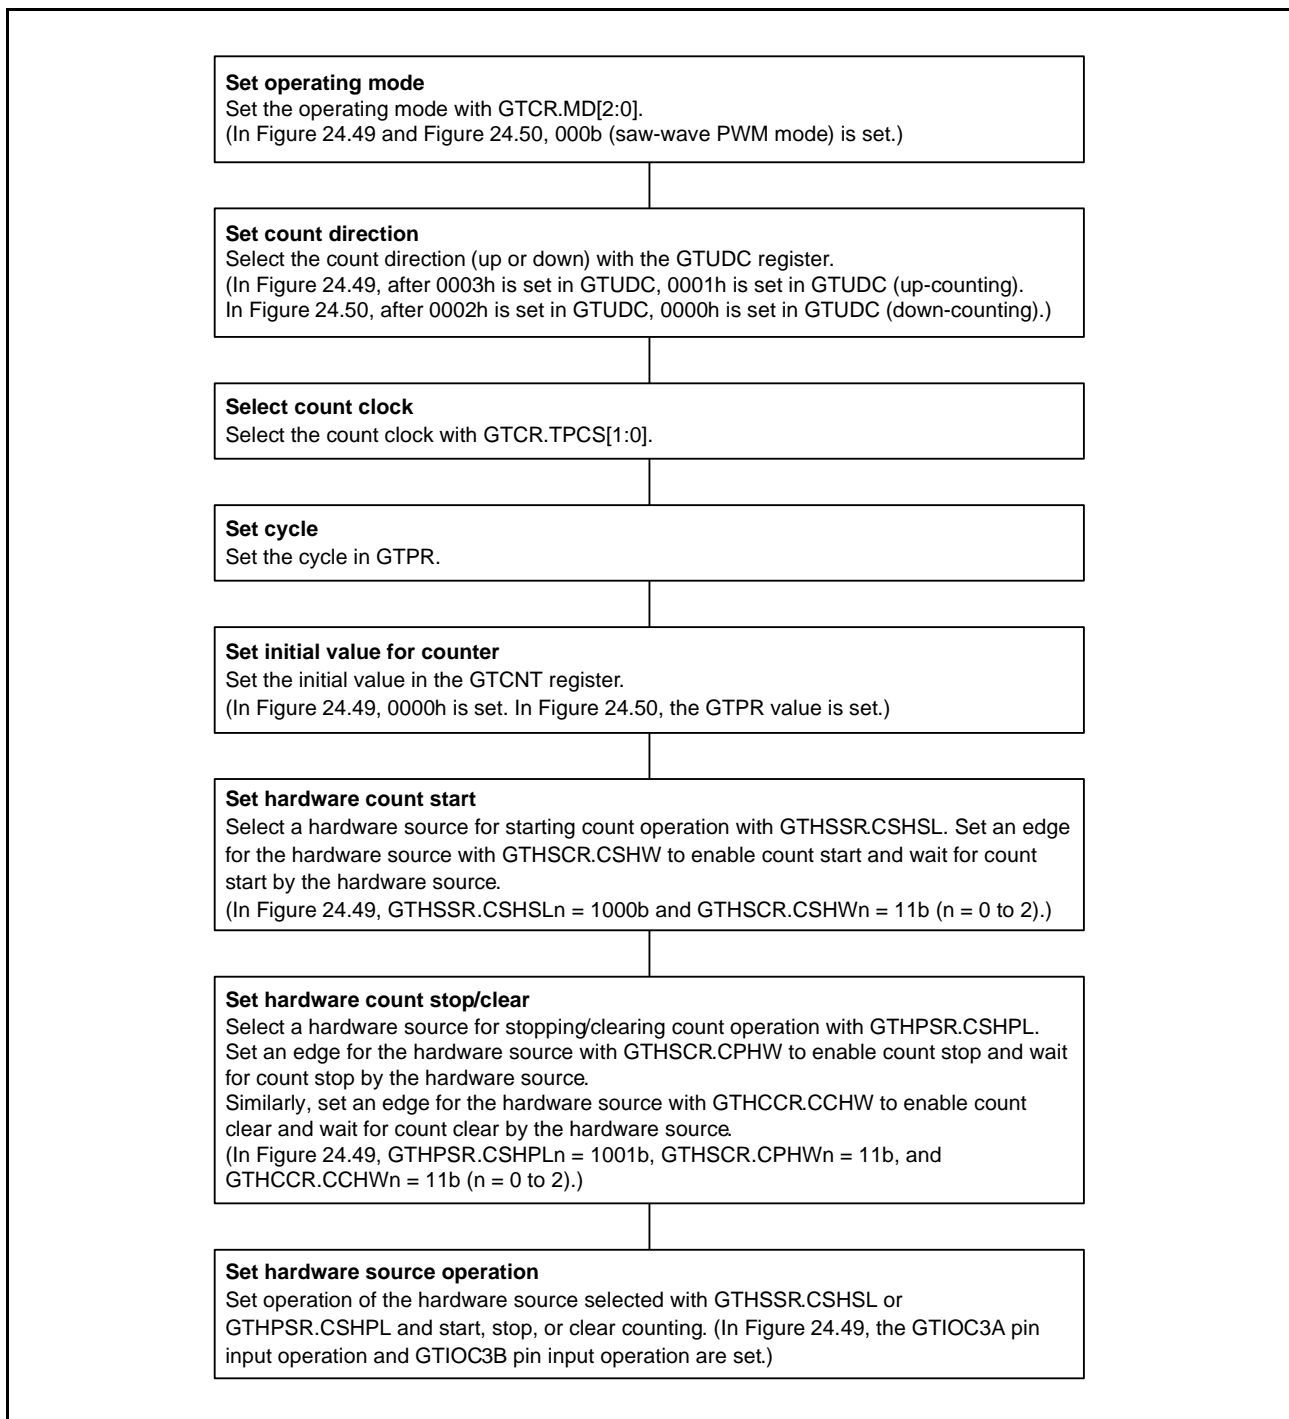 Set operating mode
Set the operating mode with GTCR.MD[2:0].
(In Figure 24.49 and Figure 24.50, 000b (saw-wave PWM mode) is set.)
Set count direction
Select the count direction (up or down) with the GTUDC register.
(In Figure 24.49, after 0003h is set in GTUDC, 0001h is set in GTUDC (up-counting).
In Figure 24.50, after 0002h is set in GTUDC, 0000h is set in GTUDC (down-counting).)
Select count clock
Select the count clock with GTCR.TPCS[1:0].
Set cycle
Set the cycle in GTPR.
Set initial value for counter
Set the initial value in the GTCNT register.
(In Figure 24.49, 0000h is set. In Figure 24.50, the GTPR value is set.)
Set hardware count start
Select a hardware source for starting count operation with GTHSSR.CSHSL. Set an edge
for the hardware source with GTHSCR.CSHW to enable count start and wait for count
start by the hardware source.
(In Figure 24.49, GTHSSR.CSHSLn = 1000b and GTHSCR.CSHWn = 11b (n = 0 to 2).)
Set hardware count stop/clear
Select a hardware source for stopping/clearing count operation with GTHPSR.CSHPL.
Set an edge for the hardware source with GTHSCR.CPHW to enable count stop and wait
for count stop by the hardware source.
Similarly, set an edge for the hardware source with GTHCCR.CCHW to enable count
clear and wait for count clear by the hardware source.
(In Figure 24.49, GTHPSR.CSHPLn = 1001b, GTHSCR.CPHWn = 11b, and
GTHCCR.CCHWn = 11b (n = 0 to 2).)
Set hardware source operation
Set operation of the hardware source selected with GTHSSR.CSHSL or
GTHPSR.CSHPL and start, stop, or clear counting. (In Figure 24.49, the GTIOC3A pin
input operation and GTIOC3B pin input operation are set.)